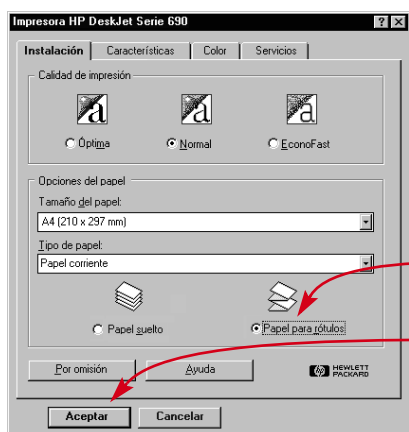 Impresora HP DeskJet Serie 690
Instalación Características Color Servicios
Calidad de impresión
a a a
Óptima Normal EconoFast
Opciones del papel
Tamaño del papel:
A4 (210 x 297 mm)
Tipo de papel:
Papel corriente
Papel suelto Papel para rótulos
Por omisión Ayuda hp HEWLETT
PACKARD
Aceptar Cancelar